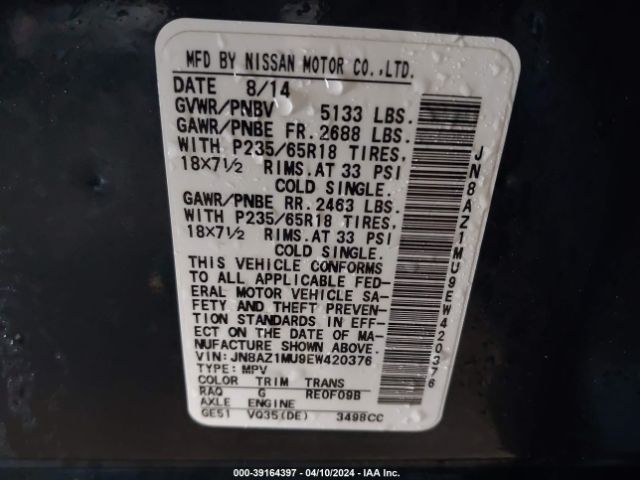 MFD BY NISSAN MOTOR CO.,LTD.
DATE 8/14
GVWR/PNBV 5133 LBS.
GAWR/PNBE FR. 2688 LBS.
WITH P235/65R18 TIRES,
18X7½ RIMS.AT 33 PSI
COLD SINGLE.
GAWR/PNBE RR. 2463 LBS.
WITH P235/65R18 TIRES,
18X7½ RIMS.AT 33 PSI
COLD SINGLE.
THIS VEHICLE CONFORMS
TO ALL APPLICABLE FED-
ERAL MOTOR VEHICLE SA-
FETY AND THEFT PREVEN-
TION STANDARDS IN EFF-
ECT ON THE DATE OF MA-
NUFACTURE SHOWN ABOVE.
VIN: JN8AZ1MU9EW420376
TYPE: MPV
COLOR TRIM TRANS
RAQ G RE0F09B
AXLE ENGINE
GE51 VQ35(DE) 3498CC
JN8AZ1MU9EW420376
000-39164397 - 04/10/2024 - IAA Inc.